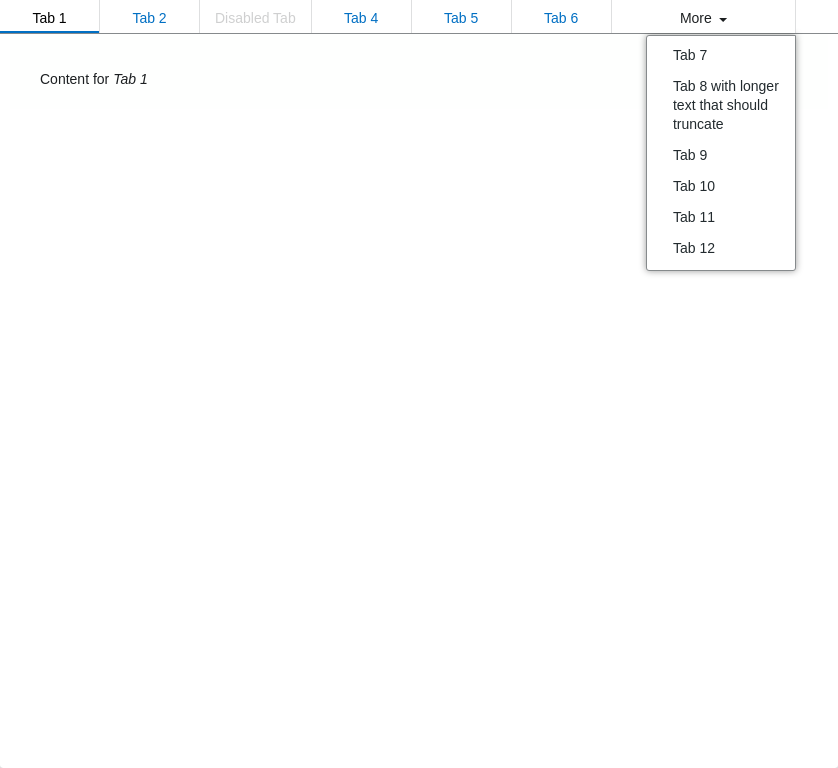 Tab 1
Tab 2
Disabled Tab
Tab 4
Tab 5
Tab 6
More
Tab 7
Tab 8 with longer
text that should
truncate
Tab 9
Tab 10
Tab 11
Tab 12
Content for Tab 1